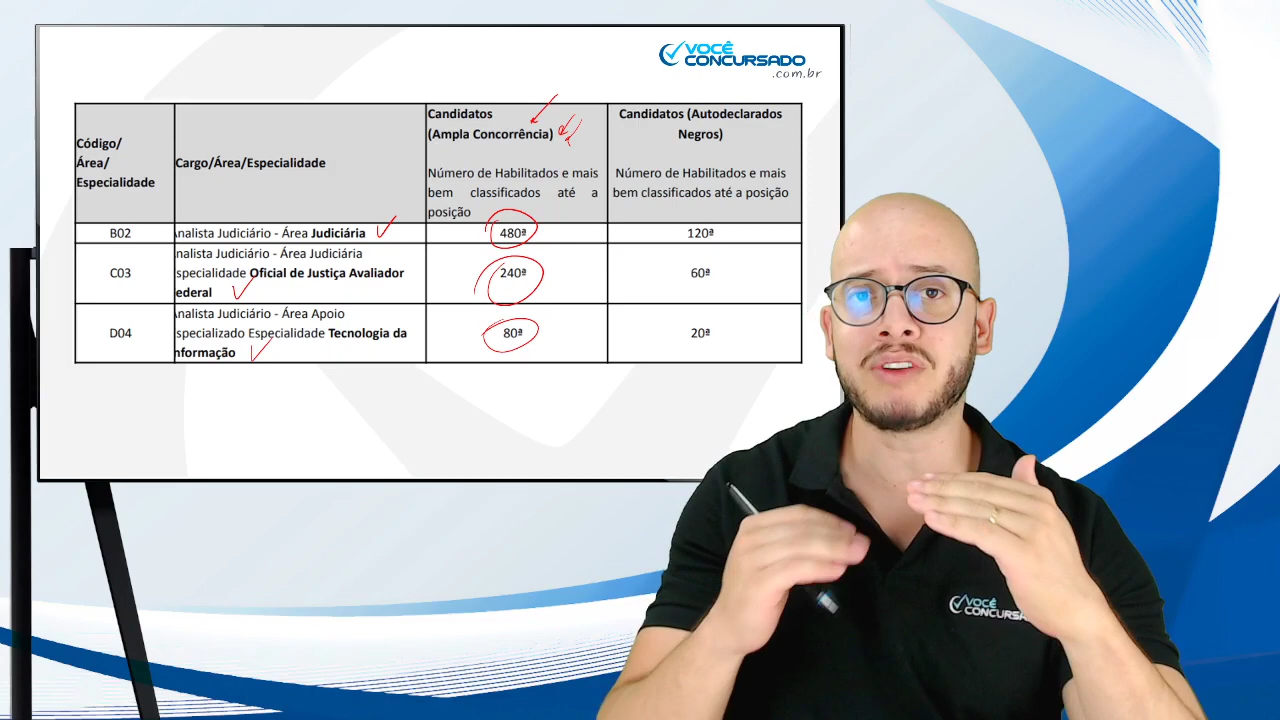 VOCÊ
CONCURSADO
.com.br
Código/
Área/
Especialidade
Cargo/Área/Especialidade
Candidatos
(Ampla Concorrência)
Número de Habilitados e mais
bem classificados até a
posição
Candidatos (Autodeclarados
Negros)
Número de Habilitados e mais
bem classificados até a posição
B02
nalista Judiciário - Área Judiciária
480ª
120ª
C03
nalista Judiciário - Área Judiciária
specialidade Oficial de Justiça Avaliador
ederal
240ª
60ª
D04
nalista Judiciário - Área Apoio
specializado Especialidade Tecnologia da
nformação
80ª
20ª
VOCÊ
CONCURSA